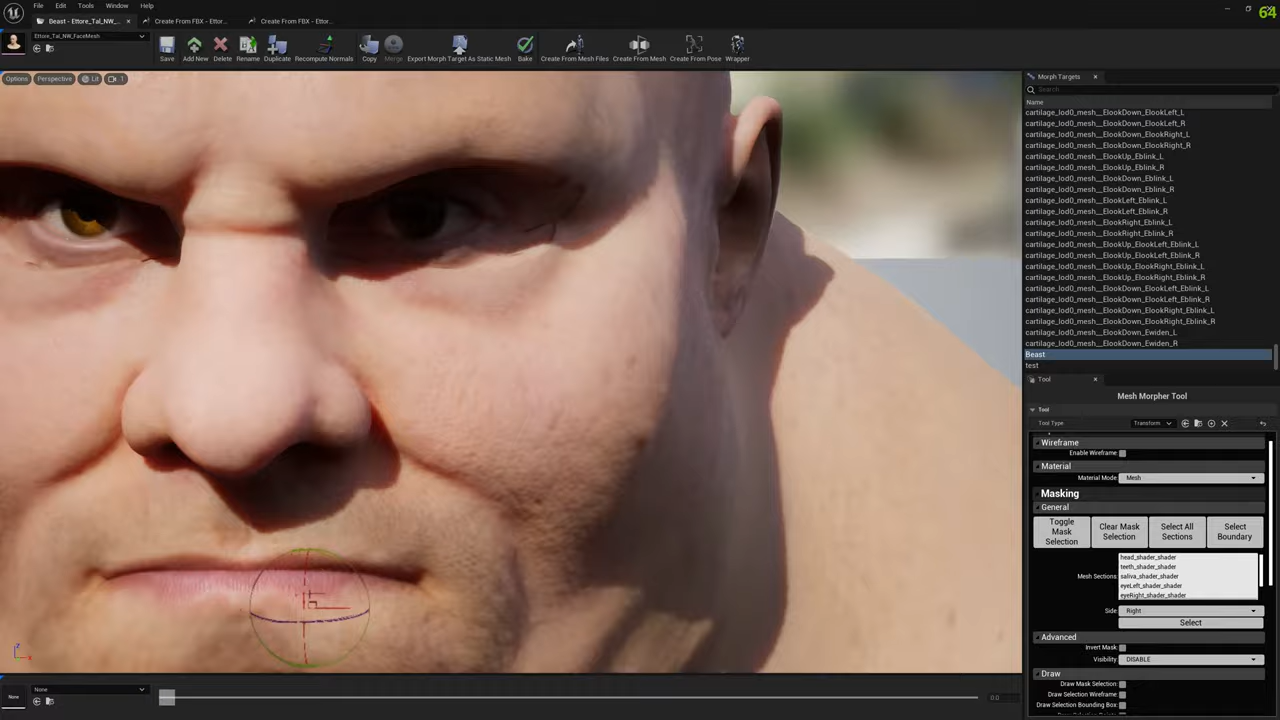 File Edit Tools Window Help
64
Beast - Ettore_Tal_NW_... Create From FBX - Ettor... Create From FBX - Ettor...
Ettore_Tal_NW_FaceMesh
Save Add New Delete Rename Duplicate Recompute Normals Copy Merge Export Morph Target As Static Mesh Bake Create From Mesh Files Create From Mesh Create From Pose Wrapper
Options Perspective Lit 1
Morph Targets
Search
Name
cartilage_lod0_mesh__ElookDown_ElookLeft_L
cartilage_lod0_mesh__ElookDown_ElookLeft_R
cartilage_lod0_mesh__ElookDown_ElookRight_L
cartilage_lod0_mesh__ElookDown_ElookRight_R
cartilage_lod0_mesh__ElookUp_Eblink_L
cartilage_lod0_mesh__ElookUp_Eblink_R
cartilage_lod0_mesh__ElookDown_Eblink_L
cartilage_lod0_mesh__ElookDown_Eblink_R
cartilage_lod0_mesh__ElookLeft_Eblink_L
cartilage_lod0_mesh__ElookLeft_Eblink_R
cartilage_lod0_mesh__ElookRight_Eblink_L
cartilage_lod0_mesh__ElookRight_Eblink_R
cartilage_lod0_mesh__ElookUp_ElookLeft_Eblink_L
cartilage_lod0_mesh__ElookUp_ElookLeft_Eblink_R
cartilage_lod0_mesh__ElookUp_ElookRight_Eblink_L
cartilage_lod0_mesh__ElookUp_ElookRight_Eblink_R
cartilage_lod0_mesh__ElookDown_ElookLeft_Eblink_L
cartilage_lod0_mesh__ElookDown_ElookLeft_Eblink_R
cartilage_lod0_mesh__ElookDown_ElookRight_Eblink_L
cartilage_lod0_mesh__ElookDown_ElookRight_Eblink_R
cartilage_lod0_mesh__ElookDown_Ewiden_L
cartilage_lod0_mesh__ElookDown_Ewiden_R
Beast
test
Tool
Mesh Morpher Tool
Tool
Tool Type Transform
Wireframe
Enable Wireframe:
Material
Material Mode: Mesh
Masking
General
Toggle Mask Selection Clear Mask Selection Select All Sections Select Boundary
head_shader_shader
teeth_shader_shader
Mesh Sections: saliva_shader_shader
eyeLeft_shader_shader
eyeRight_shader_shader
Side: Right
Select
Advanced
Invert Mask:
Visibility: DISABLE
Draw
Draw Mask Selection:
Draw Selection Wireframe:
Draw Selection Bounding Box:
z
x
None None
0.0